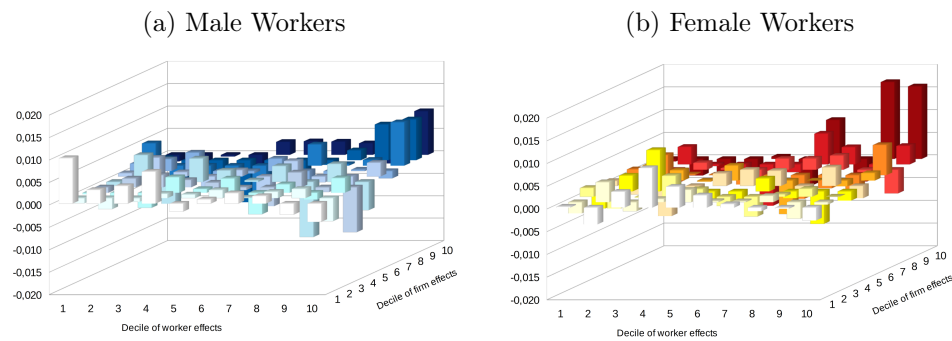 (a) Male Workers
(b) Female Workers
0,020
0,015
0,010
0,005
0,000
-0,005
-0,010
-0,015
-0,020
1 2 3 4 5 6 7 8 9 10
Decile of worker effects
1 2 3 4 5 6 7 8 9 10
Decile of firm effects
0,020
0,015
0,010
0,005
0,000
-0,005
-0,010
-0,015
-0,020
1 2 3 4 5 6 7 8 9 10
Decile of worker effects
1 2 3 4 5 6 7 8 9 10
Decile of firm effects